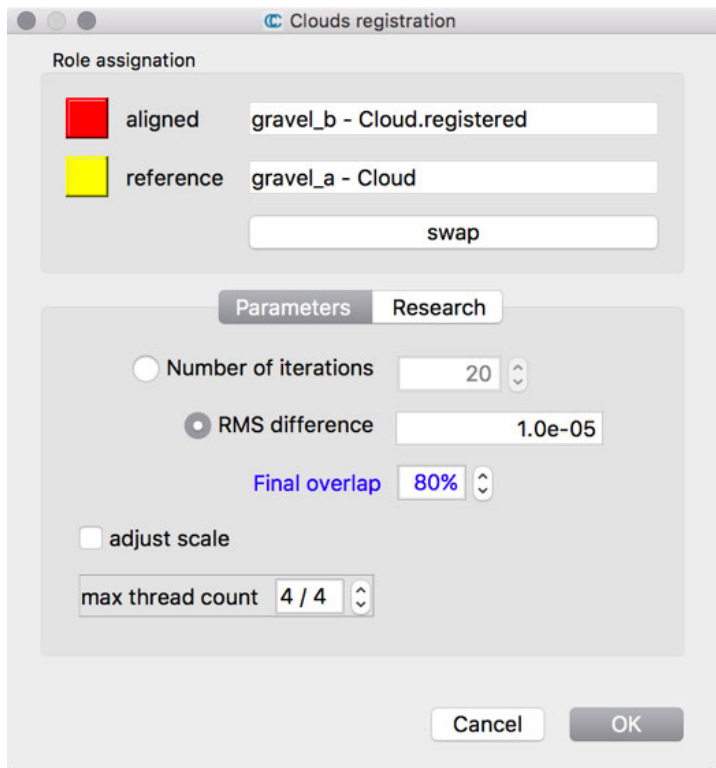 Clouds registration
Role assignation
aligned gravel_b - Cloud.registered
reference gravel_a - Cloud
swap
Parameters Research
Number of iterations 20
RMS difference 1.0e-05
Final overlap 80%
adjust scale
max thread count 4 / 4
Cancel OK